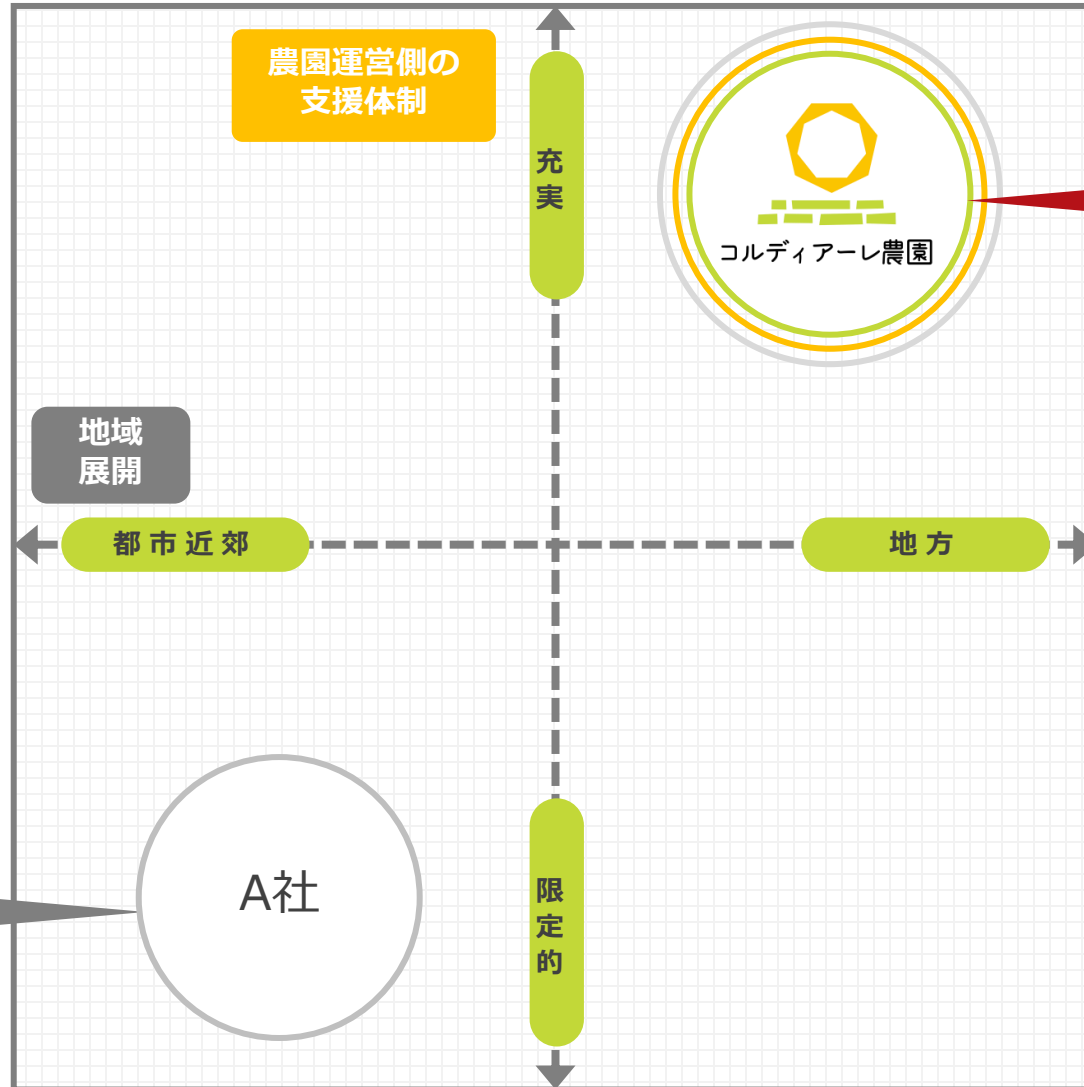 農園運営側の
支援体制
充実
コルディアーレ農園
地域
展開
都市近郊
地方
A社
限定的